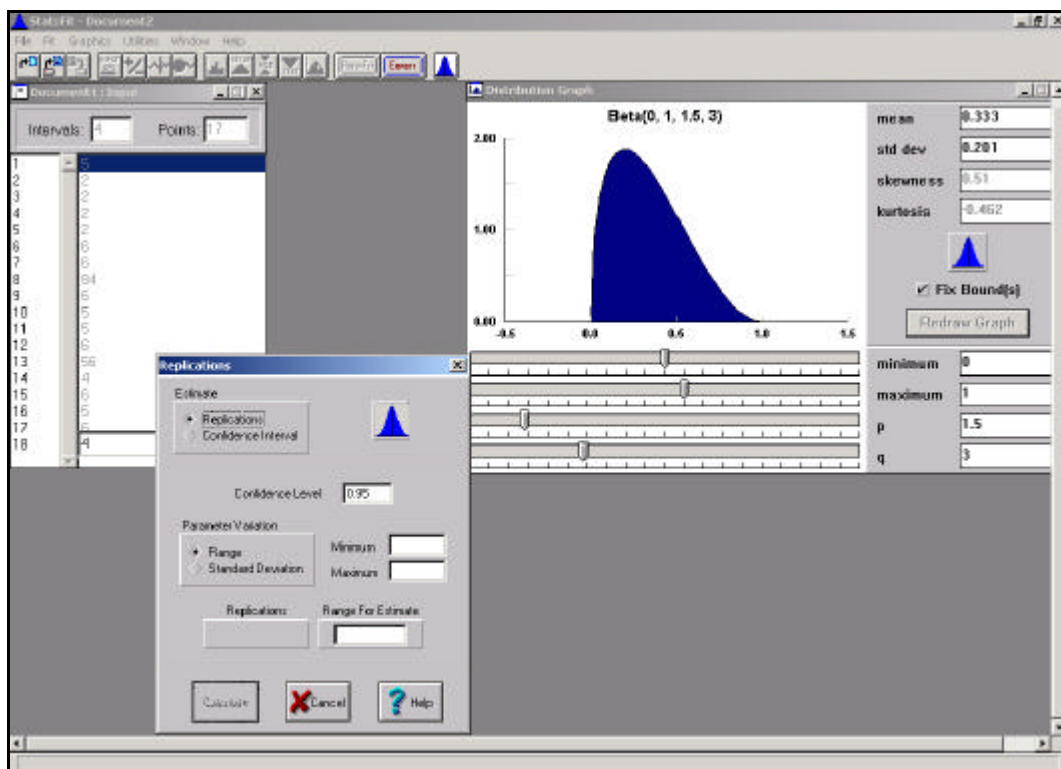 Stat::Fit - Document2
File Fit Graphics Utilities Window Help
Document1 : Input
Intervals: 4 Points: 17
1 5
2 2
3 2
4 2
5 2
6 6
7 6
8 84
9 6
10 5
11 5
12 6
13 56
14 4
15 6
16 5
17 6
18 4
Distribution Graph
Beta(0, 1, 1.5, 3)
2.00
1.00
0.00
-0.5 0.0 0.5 1.0 1.5
mean 0.333
std dev 0.201
skewness 0.51
kurtosis -0.462
Fix Bound(s)
Redraw Graph
minimum 0
maximum 1
p 1.5
q 3
Replications
Estimate
Replications
Confidence Interval
Confidence Level 0.95
Parameter Variation
Range
Standard Deviation
Minimum
Maximum
Replications
Range For Estimate
Calculate
Cancel
Help